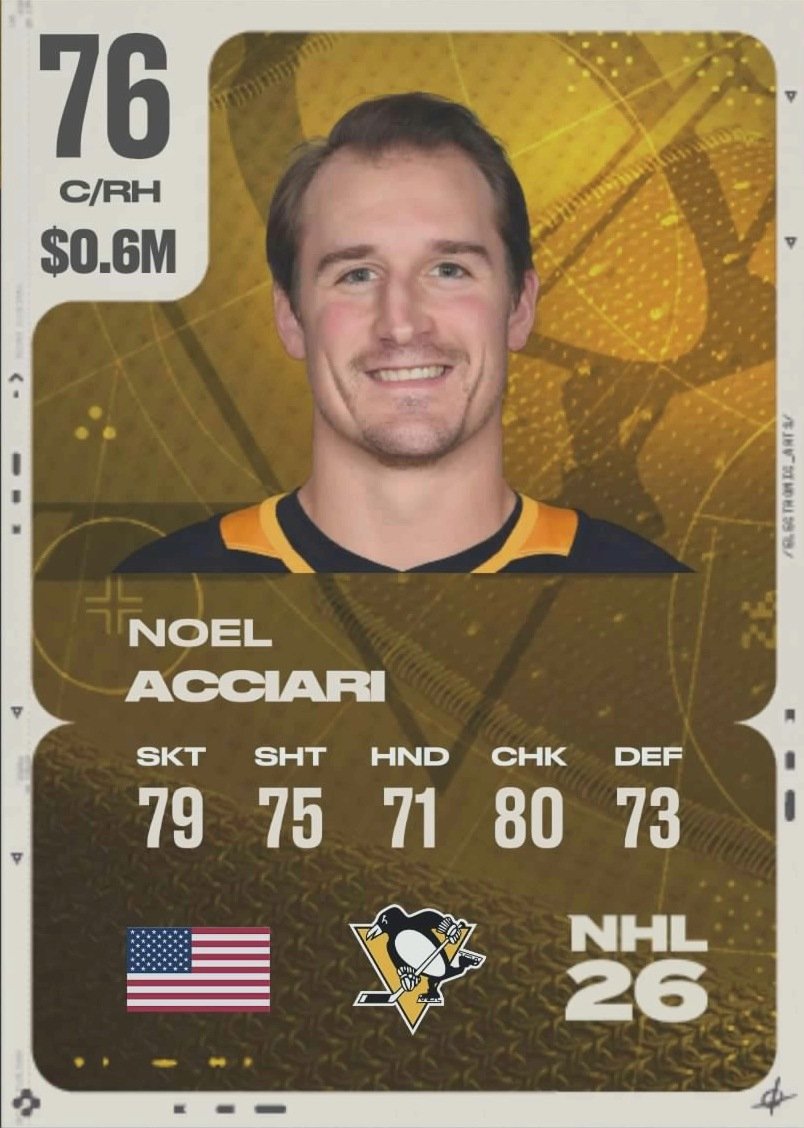 76
C/RH
$0.6M
NOEL
ACCIARI
SKT SHT HND CHK DEF
79 75 71 80 73
NHL
26